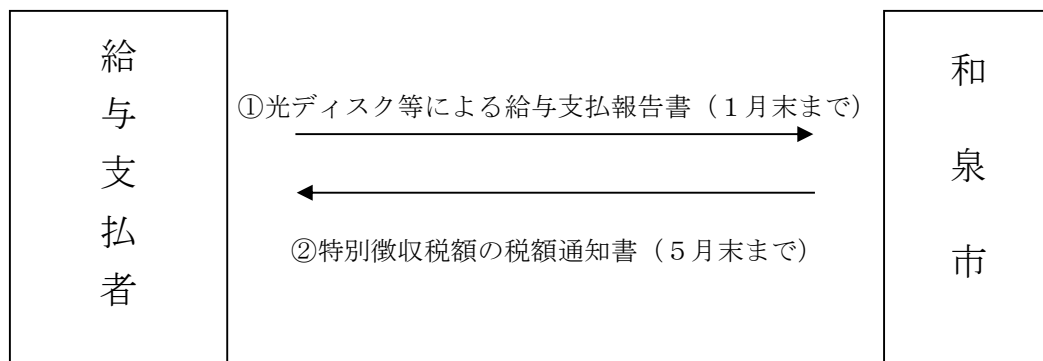 給与支払者
①光ディスク等による給与支払報告書（１月末まで）
②特別徴収税額の税額通知書（５月末まで）
和泉市